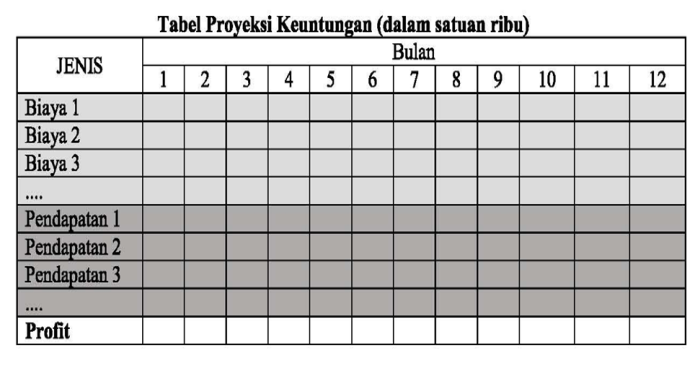 Tabel Proyeksi Keuntungan (dalam satuan ribu)
JENIS
Bulan
1 2 3 4 5 6 7 8 9 10 11 12
Biaya 1
Biaya 2
Biaya 3
....
Pendapatan 1
Pendapatan 2
Pendapatan 3
....
Profit